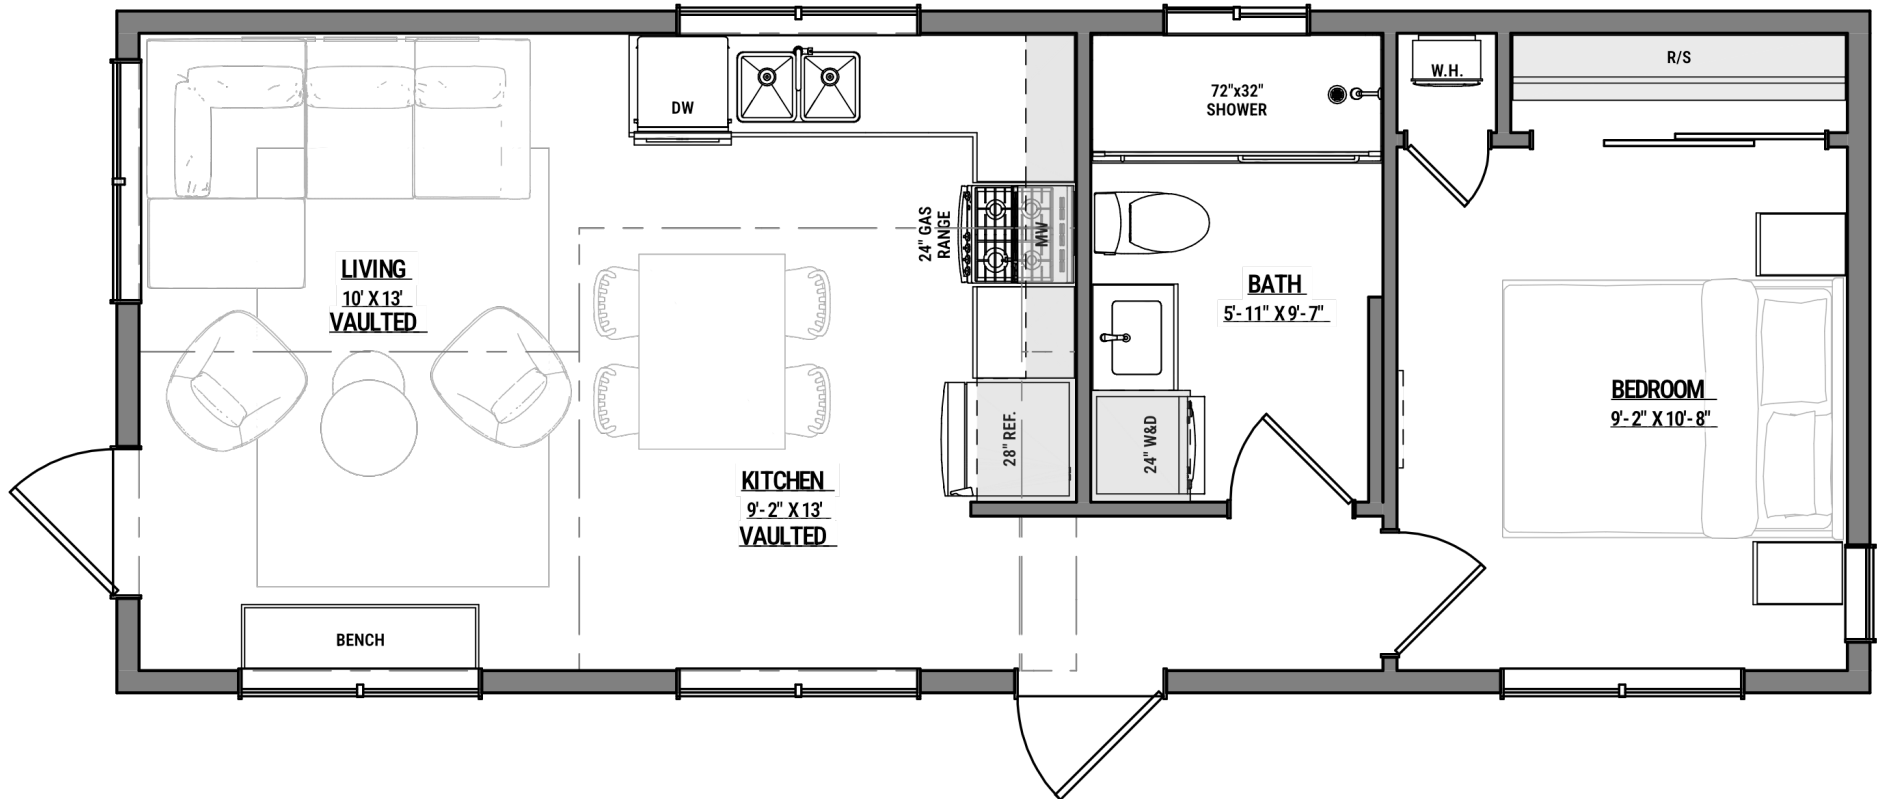 R/S
W.H.
72"x32"
SHOWER
DW
24" GAS
RANGE
MW
LIVING
10' X 13'
VAULTED
BATH
5'-11" X 9'-7"
BEDROOM
9'-2" X 10'-8"
28" REF.
24" W&D
KITCHEN
9'-2" X 13'
VAULTED
BENCH